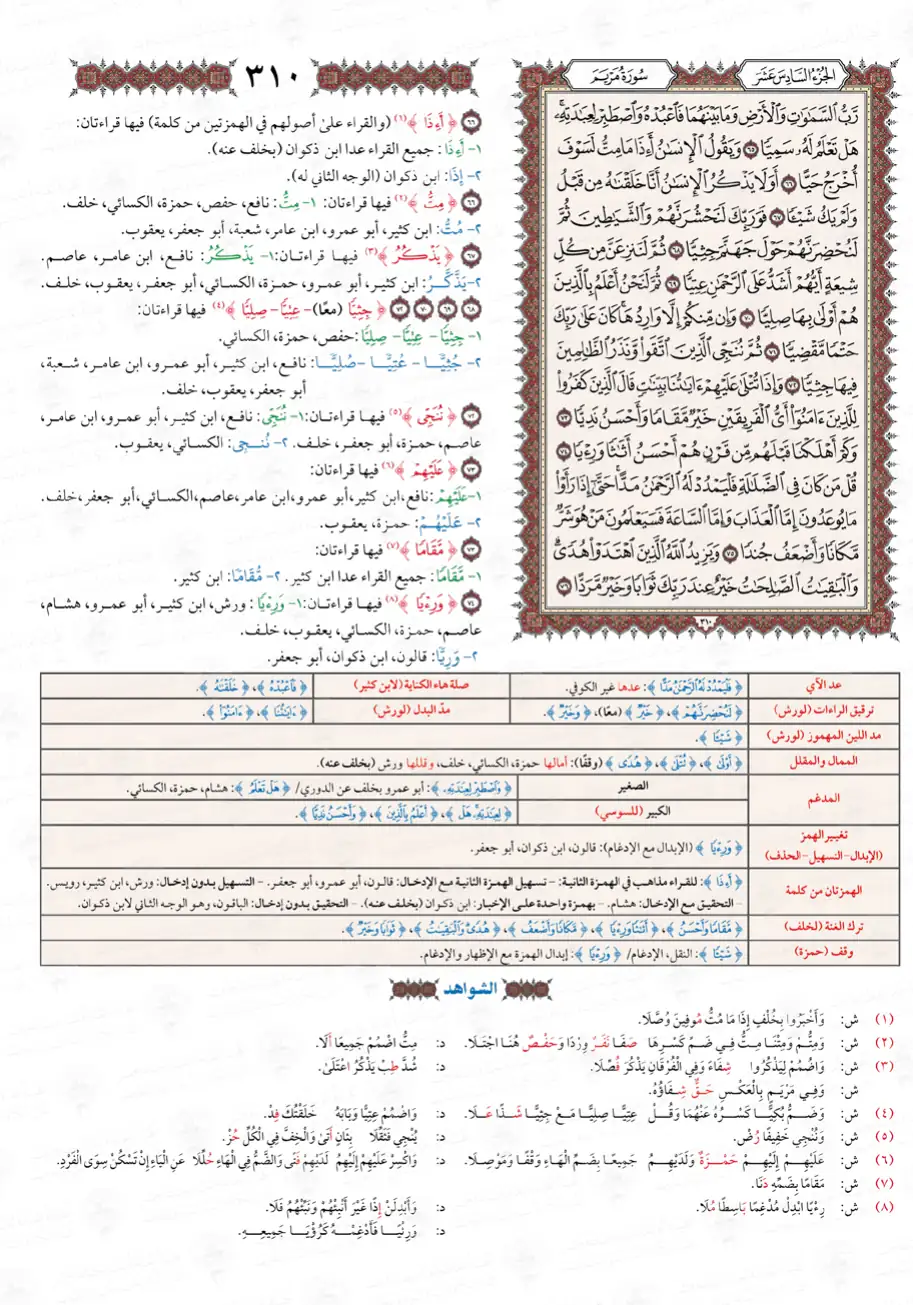 الجزء السادس عشر
سورة مريم
رَبُّ السَّمَٰوَٰتِ وَالْأَرْضِ وَمَا بَيْنَهُمَا فَاعْبُدْهُ وَاصْطَبِرْ لِعِبَٰدَتِهِۦۚ
هَلْ تَعْلَمُ لَهُۥ سَمِيًّا ٦٥ وَيَقُولُ الْإِنسَٰنُ أَءِذَا مَا مِتُّ لَسَوْفَ
أُخْرَجُ حَيًّا ٦٦ أَوَلَا يَذْكُرُ الْإِنسَٰنُ أَنَّا خَلَقْنَٰهُ مِن قَبْلُ
وَلَمْ يَكُ شَيْـًٔا ٦٧ فَوَرَبِّكَ لَنَحْشُرَنَّهُمْ وَالشَّيَٰطِينَ ثُمَّ
لَنُحْضِرَنَّهُمْ حَوْلَ جَهَنَّمَ جِثِيًّا ٦٨ ثُمَّ لَنَنزِعَنَّ مِن كُلِّ
شِيعَةٍ أَيُّهُمْ أَشَدُّ عَلَى الرَّحْمَٰنِ عِتِيًّا ٦٩ ثُمَّ لَنَحْنُ أَعْلَمُ بِالَّذِينَ
هُمْ أَوْلَىٰ بِهَا صِلِيًّا ٧٠ وَإِن مِّنكُمْ إِلَّا وَارِدُهَاۚ كَانَ عَلَىٰ رَبِّكَ
حَتْمًا مَّقْضِيًّا ٧١ ثُمَّ نُنَجِّي الَّذِينَ اتَّقَوا وَّنَذَرُ الظَّٰلِمِينَ
فِيهَا جِثِيًّا ٧٢ وَإِذَا تُتْلَىٰ عَلَيْهِمْ ءَايَٰتُنَا بَيِّنَٰتٍ قَالَ الَّذِينَ كَفَرُوا
لِلَّذِينَ ءَامَنُوٓا أَيُّ الْفَرِيقَيْنِ خَيْرٌ مَّقَامًا وَأَحْسَنُ نَدِيًّا ٧٣
وَكَمْ أَهْلَكْنَا قَبْلَهُم مِّن قَرْنٍ هُمْ أَحْسَنُ أَثَٰثًا وَرِءْيًا ٧٤
قُلْ مَن كَانَ فِي الضَّلَٰلَةِ فَلْيَمْدُدْ لَهُ الرَّحْمَٰنُ مَدًّاۚ حَتَّىٰٓ إِذَا رَأَوْا
مَا يُوعَدُونَ إِمَّا الْعَذَابَ وَإِمَّا السَّاعَةَ فَسَيَعْلَمُونَ مَنْ هُوَ شَرٌّ
مَّكَانًا وَأَضْعَفُ جُندًا ٧٥ وَيَزِيدُ اللَّهُ الَّذِينَ اهْتَدَوْا هُدًىۗ
وَالْبَٰقِيَٰتُ الصَّٰلِحَٰتُ خَيْرٌ عِندَ رَبِّكَ ثَوَابًا وَخَيْرٌ مَّرَدًّا ٧٦
٣١٠
٣١٠
٦٦ ﴿ أَءِذَا ﴾(١) (والقراء على أصولهم في الهمزتين من كلمة) فيها قراءتان:
١- أَءِذَا: جميع القراء عدا ابن ذكوان (بخلف عنه).
٢- إِذَا: ابن ذكوان (الوجه الثاني له).
٦٦ ﴿ مِتُّ ﴾(٢) فيها قراءتان: ١- مِتُّ: نافع، حفص، حمزة، الكسائي، خلف.
٢- مُتُّ: ابن كثير، أبو عمرو، ابن عامر، شعبة، أبو جعفر، يعقوب.
٦٧ ﴿ يَذْكُرُ ﴾(٣) فيها قراءتان: ١- يَذْكُرُ: نافع، ابن عامر، عاصم.
٢- يَذَّكَّرُ: ابن كثير، أبو عمرو، حمزة، الكسائي، أبو جعفر، يعقوب، خلف.
٦٨ ٦٩ ٧٠ ٧٢ ﴿ جِثِيًّا (معًا)- عِتِيًّا- صِلِيًّا ﴾(٤) فيها قراءتان:
١- جِثِيًّا - عِتِيًّا - صِلِيًّا: حفص، حمزة، الكسائي.
٢- جُثِيًّا - عُتِيًّا - صُلِيًّا: نافع، ابن كثير، أبو عمرو، ابن عامر، شعبة،
أبو جعفر، يعقوب، خلف.
٧٢ ﴿ نُنَجِّي ﴾(٥) فيها قراءتان: ١- نُنَجِّي: نافع، ابن كثير، أبو عمرو، ابن عامر،
عاصم، حمزة، أبو جعفر، خلف. ٢- نُنجِي: الكسائي، يعقوب.
٧٣ ﴿ عَلَيْهِمْ ﴾(٦) فيها قراءتان:
١- عَلَيْهِمْ: نافع، ابن كثير، أبو عمرو، ابن عامر، عاصم، الكسائي، أبو جعفر، خلف.
٢- عَلَيْهُمْ: حمزة، يعقوب.
٧٣ ﴿ مَّقَامًا ﴾(٧) فيها قراءتان:
١- مَّقَامًا: جميع القراء عدا ابن كثير. ٢- مُّقَامًا: ابن كثير.
٧٤ ﴿ وَرِءْيًا ﴾(٨) فيها قراءتان: ١- وَرِءْيًا: ورش، ابن كثير، أبو عمرو، هشام،
عاصم، حمزة، الكسائي، يعقوب، خلف.
٢- وَرِيًّا: قالون، ابن ذكوان، أبو جعفر.
عد الآي ﴿ فَلْيَمْدُدْ لَهُ الرَّحْمَٰنُ مَدًّا ﴾: عدها غير الكوفي. صلة هاء الكناية (لابن كثير) ﴿ فَاعْبُدْهُ ﴾، ﴿ خَلَقْنَٰهُ ﴾.
ترقيق الراءات (لورش) ﴿ لَنُحْضِرَنَّهُمْ ﴾، ﴿ خَيْرٌ ﴾ (معًا)، ﴿ وَخَيْرٌ ﴾. مدّ البدل (لورش) ﴿ ءَايَٰتُنَا ﴾، ﴿ ءَامَنُوٓا ﴾.
مد اللين المهموز (لورش) ﴿ شَيْـًٔا ﴾.
الممال والمقلل ﴿ أَوْلَىٰ ﴾، ﴿ تُتْلَىٰ ﴾، ﴿ هُدًى ﴾ (وقفًا): أمالها حمزة، الكسائي، خلف، وقللها ورش (بخلف عنه).
المدغم الصغير ﴿ وَاصْطَبِرْ لِعِبَٰدَتِهِۦ ﴾: أبو عمرو بخلف عن الدوري/ ﴿ هَلْ تَعْلَمُ ﴾: هشام، حمزة، الكسائي.
الكبير (للسوسي) ﴿ لِعِبَٰدَتِهِۦ هَلْ ﴾، ﴿ أَعْلَمُ بِالَّذِينَ ﴾، ﴿ وَأَحْسَنُ نَدِيًّا ﴾.
تغيير الهمز (الإبدال-التسهيل-الحذف) ﴿ وَرِءْيًا ﴾ (الإبدال مع الإدغام): قالون، ابن ذكوان، أبو جعفر.
الهمزتان من كلمة ﴿ أَءِذَا ﴾: للقراء مذاهب في الهمزة الثانية: - تسهيل الهمزة الثانية مع الإدخال: قالون، أبو عمرو، أبو جعفر. - التسهيل بدون إدخال: ورش، ابن كثير، رويس.
- التحقيق مع الإدخال: هشام. - بهمزة واحدة على الإخبار: ابن ذكوان (بخلف عنه). - التحقيق بدون إدخال: الباقون، وهو الوجه الثاني لابن ذكوان.
ترك الغنة (لخلف) ﴿ مَّقَامًا وَأَحْسَنُ ﴾، ﴿ أَثَٰثًا وَرِءْيًا ﴾، ﴿ مَّكَانًا وَأَضْعَفُ ﴾، ﴿ هُدًى وَالْبَٰقِيَٰتُ ﴾، ﴿ ثَوَابًا وَخَيْرٌ ﴾.
وقف (حمزة) ﴿ شَيْـًٔا ﴾: النقل، الإدغام/ ﴿ وَرِءْيًا ﴾: إبدال الهمزة مع الإظهار والإدغام.
الشواهد
(١) ش: وَأَخْبَرُوا بِخُلْفٍ إِذَا مَا مُتُّ مُوفِينَ وُصَّلَا.
(٢) ش: وَمِتُّمْ وَمِتْنَا مِتُّ فِي ضَمِّ كَسْرِهَا صَفَا نَفَرٌ وِرْدًا وَحَفْصٌ هُنَا اجْتَلَا. د: مِتُّ اضْمُمْ جَمِيعًا أَلَا.
(٣) ش: وَاضْمُمْ لِيَذْكُرُوا شِفَاءً وَفِي الْفُرْقَانِ يَذْكُرَ فُصِّلَا. د: شُدَّ طِبْ يَذْكُرُ اعْتَلَىٰ.
ش: وَفِي مَرْيَمٍ بِالْعَكْسِ حَقٌّ شِفَاؤُهُ.
(٤) ش: وَضَمُّ بُكِيًّا كَسْرُهُ عَنْهُمَا وَقُلْ عِتِيًّا صِلِيًّا مَعْ جِثِيًّا شَذًا عَلَا. د: وَاضْمُمْ عِتِيًّا وَبَابَهُ خَلَقْتُكَ فِدْ.
(٥) ش: وَنُنْجِي خَفِيفًا رُضْ. د: يُنْجِي فَثَقِّلَا بِثَانٍ أَتَىٰ وَالْخِفُّ فِي الْكُلِّ حُزْ.
(٦) ش: عَلَيْهِمْ إِلَيْهِمْ حَمْزَةٌ وَلَدَيْهِمُ جَمِيعًا بِضَمِّ الْهَاءِ وَقْفًا وَمَوْصِلَا. د: وَاكْسِرْ عَلَيْهِمْ إِلَيْهِمُ لَدَيْهِمْ فَتًى وَالضَّمُّ فِي الْهَاءِ حُلِّلَا عَنِ الْيَاءِ إِنْ تَسْكُنْ سِوَى الْفَرْدِ.
(٧) ش: مَقَامًا بِضَمِّهِ دَنَا.
(٨) ش: رِءْيًا ابْدِلْ مُدْغِمًا بَاسِطًا مُلَا. د: وَأَبْدِلَنْ إِذًا غَيْرَ أَنْبِئْهُمْ وَنَبِّئْهُمُ فَلَا.
د: وَرِئْيًا فَأَدْغِمْهُ كَرُؤْيَا جَمِيعِهِ.